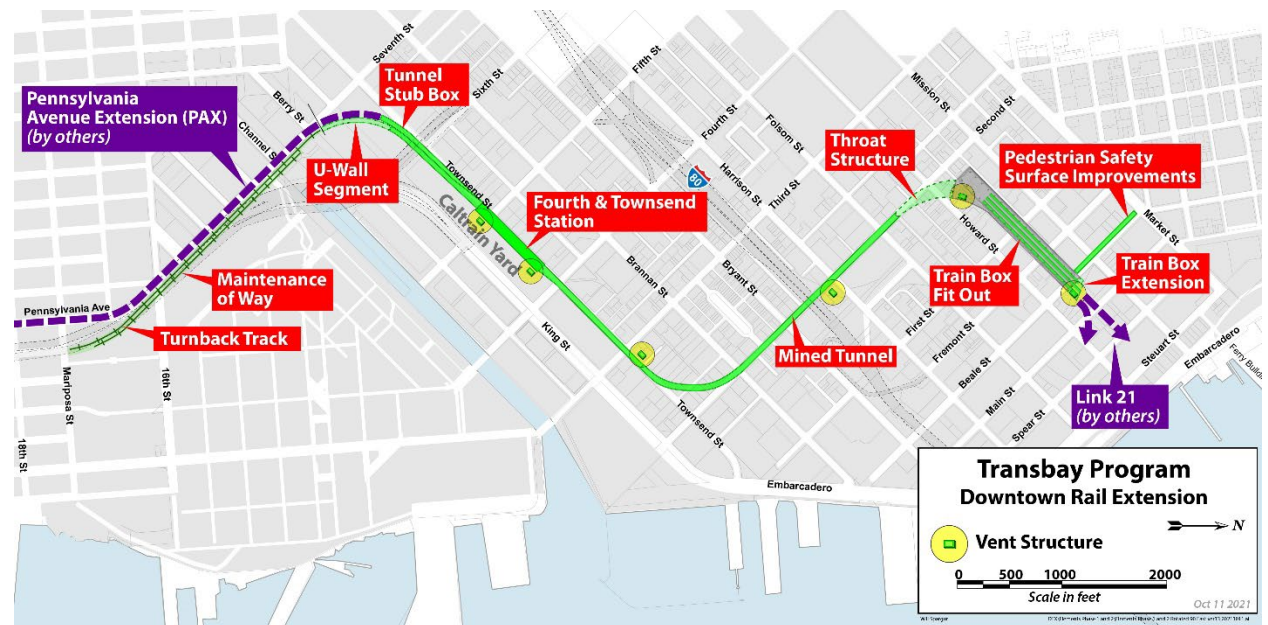 Pennsylvania
Avenue Extension (PAX)
(by others)
Tunnel
Stub Box
U-Wall
Segment
Fourth & Townsend
Station
Maintenance
of Way
Turnback Track
Throat
Structure
Pedestrian Safety
Surface Improvements
Train Box
Fit Out
Train Box
Extension
Mined Tunnel
Link 21
(by others)
Caltrain Yard
Seventh St
Sixth St
Fifth St
Fourth St
Folsom St
Harrison St
Third St
Mission St
Second St
Berry St
Channel S
Townsend St
80
Howard St
Market St
Brannan St
Bryant St
First St
Fremont St
Beale St
Main St
Spear St
Steuart St
Embarcadero
King St
Townsend St
Embarcadero
Pennsylvania Ave
Mariposa St
16th St
18th St
Transbay Program
Downtown Rail Extension
Vent Structure
N
0 500 1000 2000
Scale in feet
Oct 11 2021